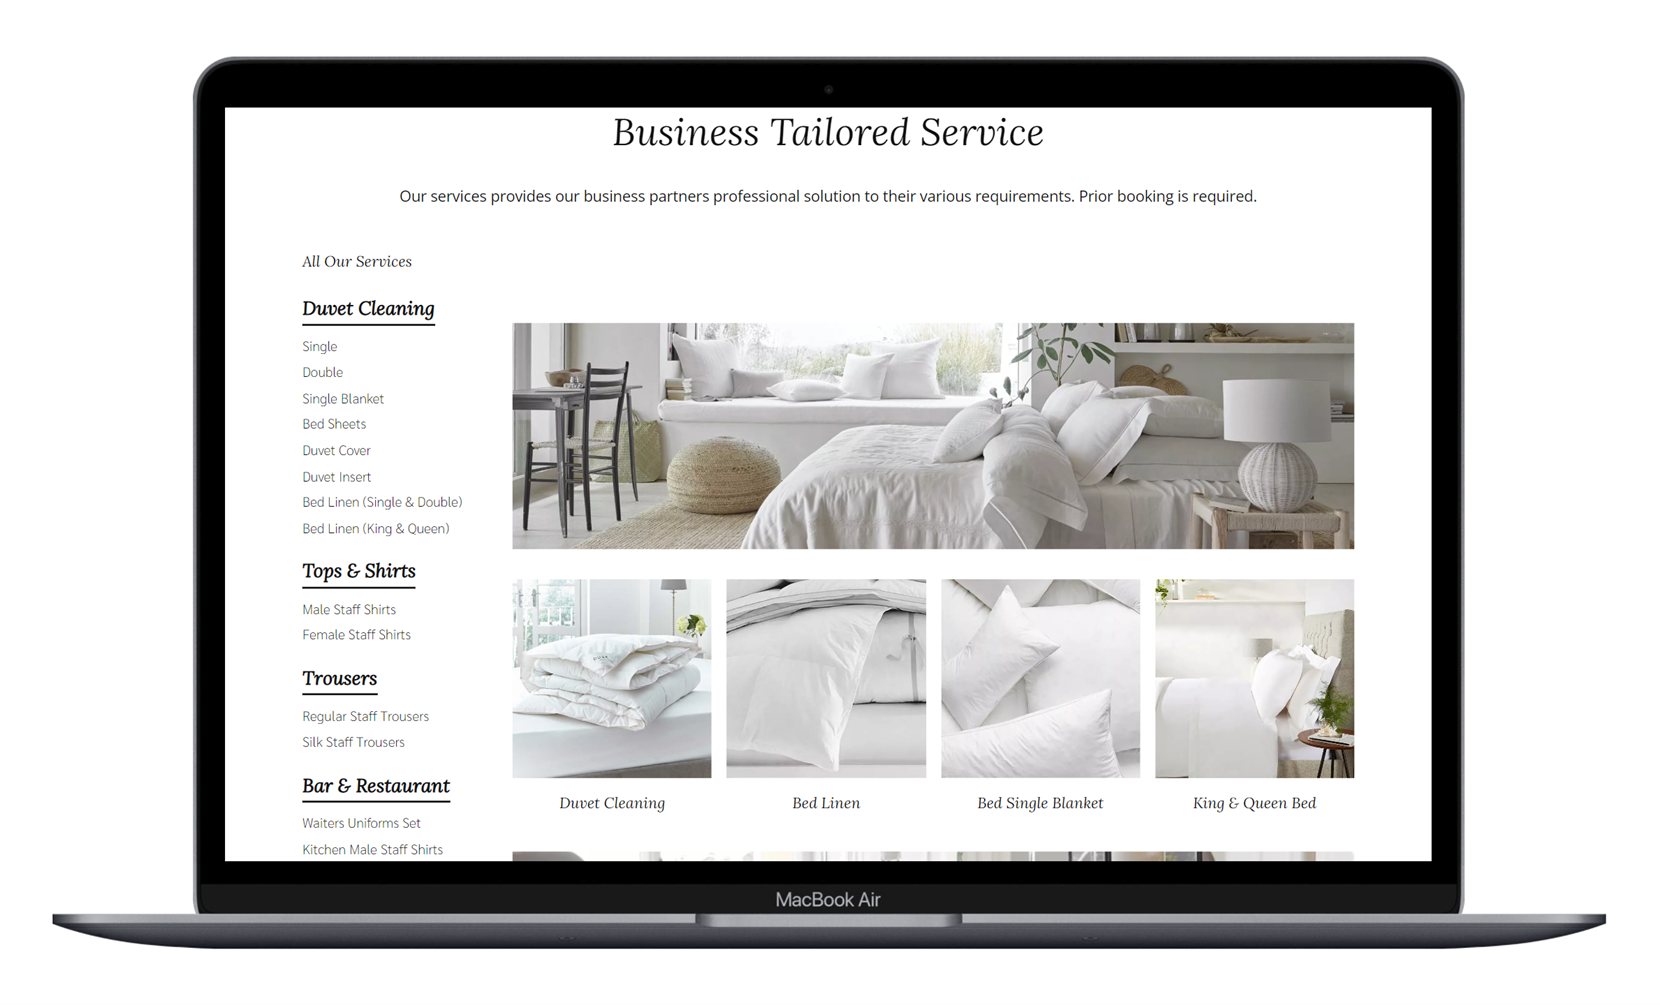 Business Tailored Service
Our services provides our business partners professional solution to their various requirements. Prior booking is required.
All Our Services
Duvet Cleaning
Single
Double
Single Blanket
Bed Sheets
Duvet Cover
Duvet Insert
Bed Linen (Single & Double)
Bed Linen (King & Queen)
Tops & Shirts
Male Staff Shirts
Female Staff Shirts
Trousers
Regular Staff Trousers
Silk Staff Trousers
Bar & Restaurant
Waiters Uniforms Set
Kitchen Male Staff Shirts
Duvet Cleaning
Bed Linen
Bed Single Blanket
King & Queen Bed
MacBook Air